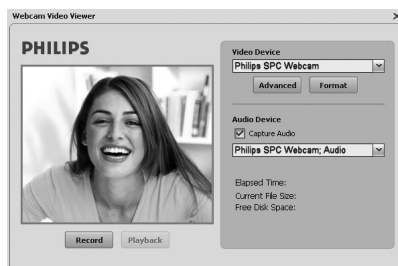 Webcam Video Viewer
PHILIPS
Record
Playback
Video Device
Philips SPC Webcam
Advanced
Format
Audio Device
Capture Audio
Philips SPC Webcam; Audio
Elapsed Time:
Current File Size:
Free Disk Space: